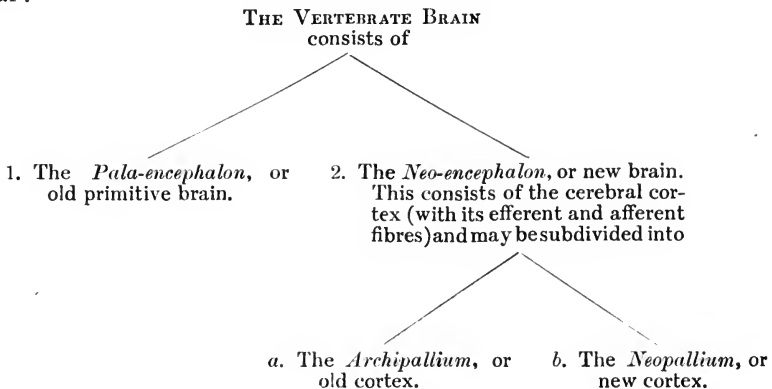 THE VERTEBRATE BRAIN
consists of
1. The Palæ-encephalon, or
old primitive brain.
2. The Neo-encephalon, or new brain.
This consists of the cerebral cor-
tex (with its efferent and afferent
fibres) and may be subdivided into
a. The Archipallium, or
old cortex.
b. The Neopallium, or
new cortex.